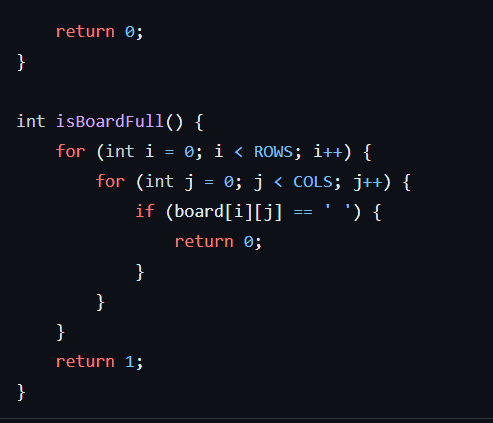 return 0;
}

int isBoardFull() {
    for (int i = 0; i < ROWS; i++) {
        for (int j = 0; j < COLS; j++) {
            if (board[i][j] == ' ') {
                return 0;
            }
        }
    }
    return 1;
}